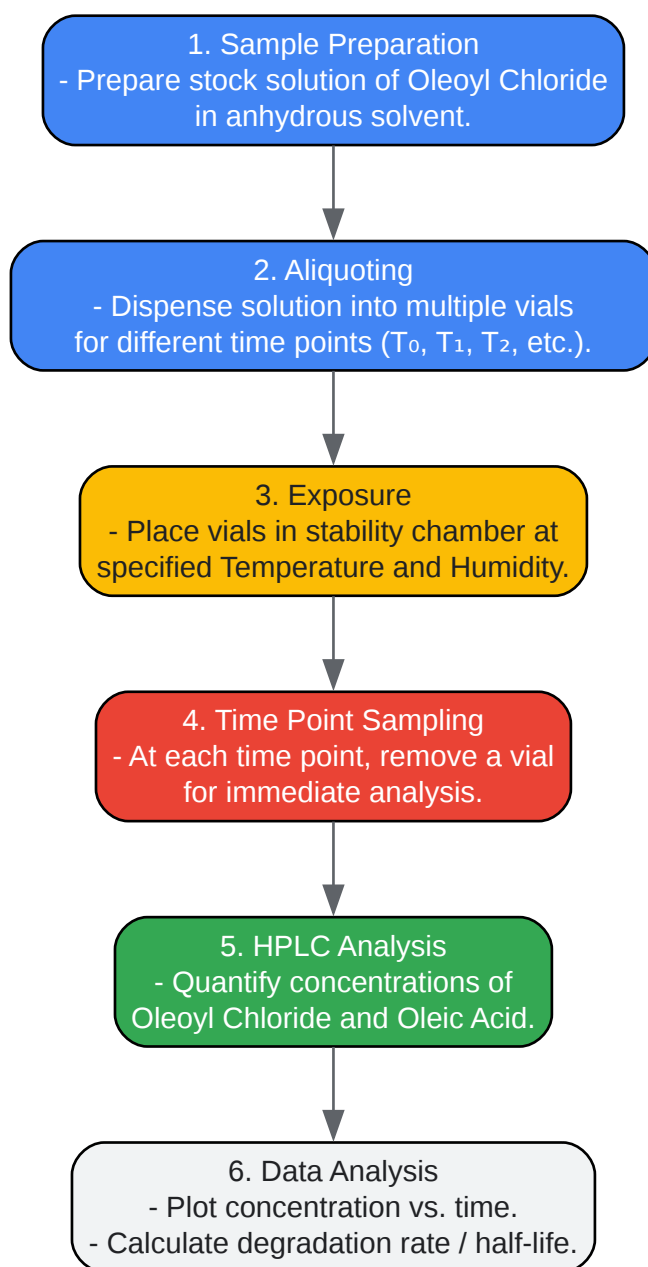 1. Sample Preparation
- Prepare stock solution of Oleoyl Chloride
in anhydrous solvent.
2. Aliquoting
- Dispense solution into multiple vials
for different time points (T₀, T₁, T₂, etc.).
3. Exposure
- Place vials in stability chamber at
specified Temperature and Humidity.
4. Time Point Sampling
- At each time point, remove a vial
for immediate analysis.
5. HPLC Analysis
- Quantify concentrations of
Oleoyl Chloride and Oleic Acid.
6. Data Analysis
- Plot concentration vs. time.
- Calculate degradation rate / half-life.